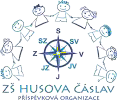 S
SZ SV
Z V
JZ JV
J
ZŠ HUSOVA ČÁSLAV
PŘÍSPĚVKOVÁ ORGANIZACE